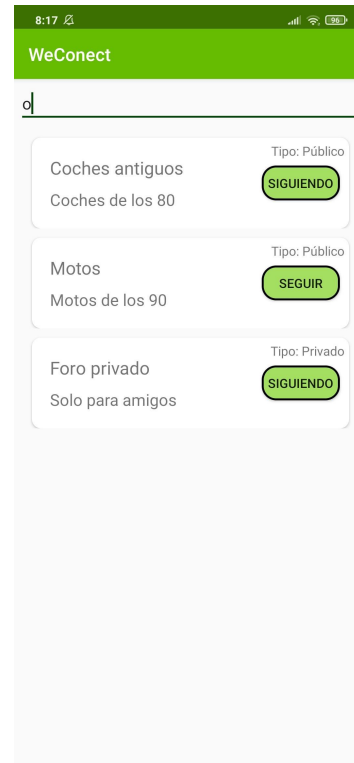 8:17 96
WeConect
o
Tipo: Público
Coches antiguos
SIGUIENDO
Coches de los 80
Tipo: Público
Motos
SEGUIR
Motos de los 90
Tipo: Privado
Foro privado
SIGUIENDO
Solo para amigos